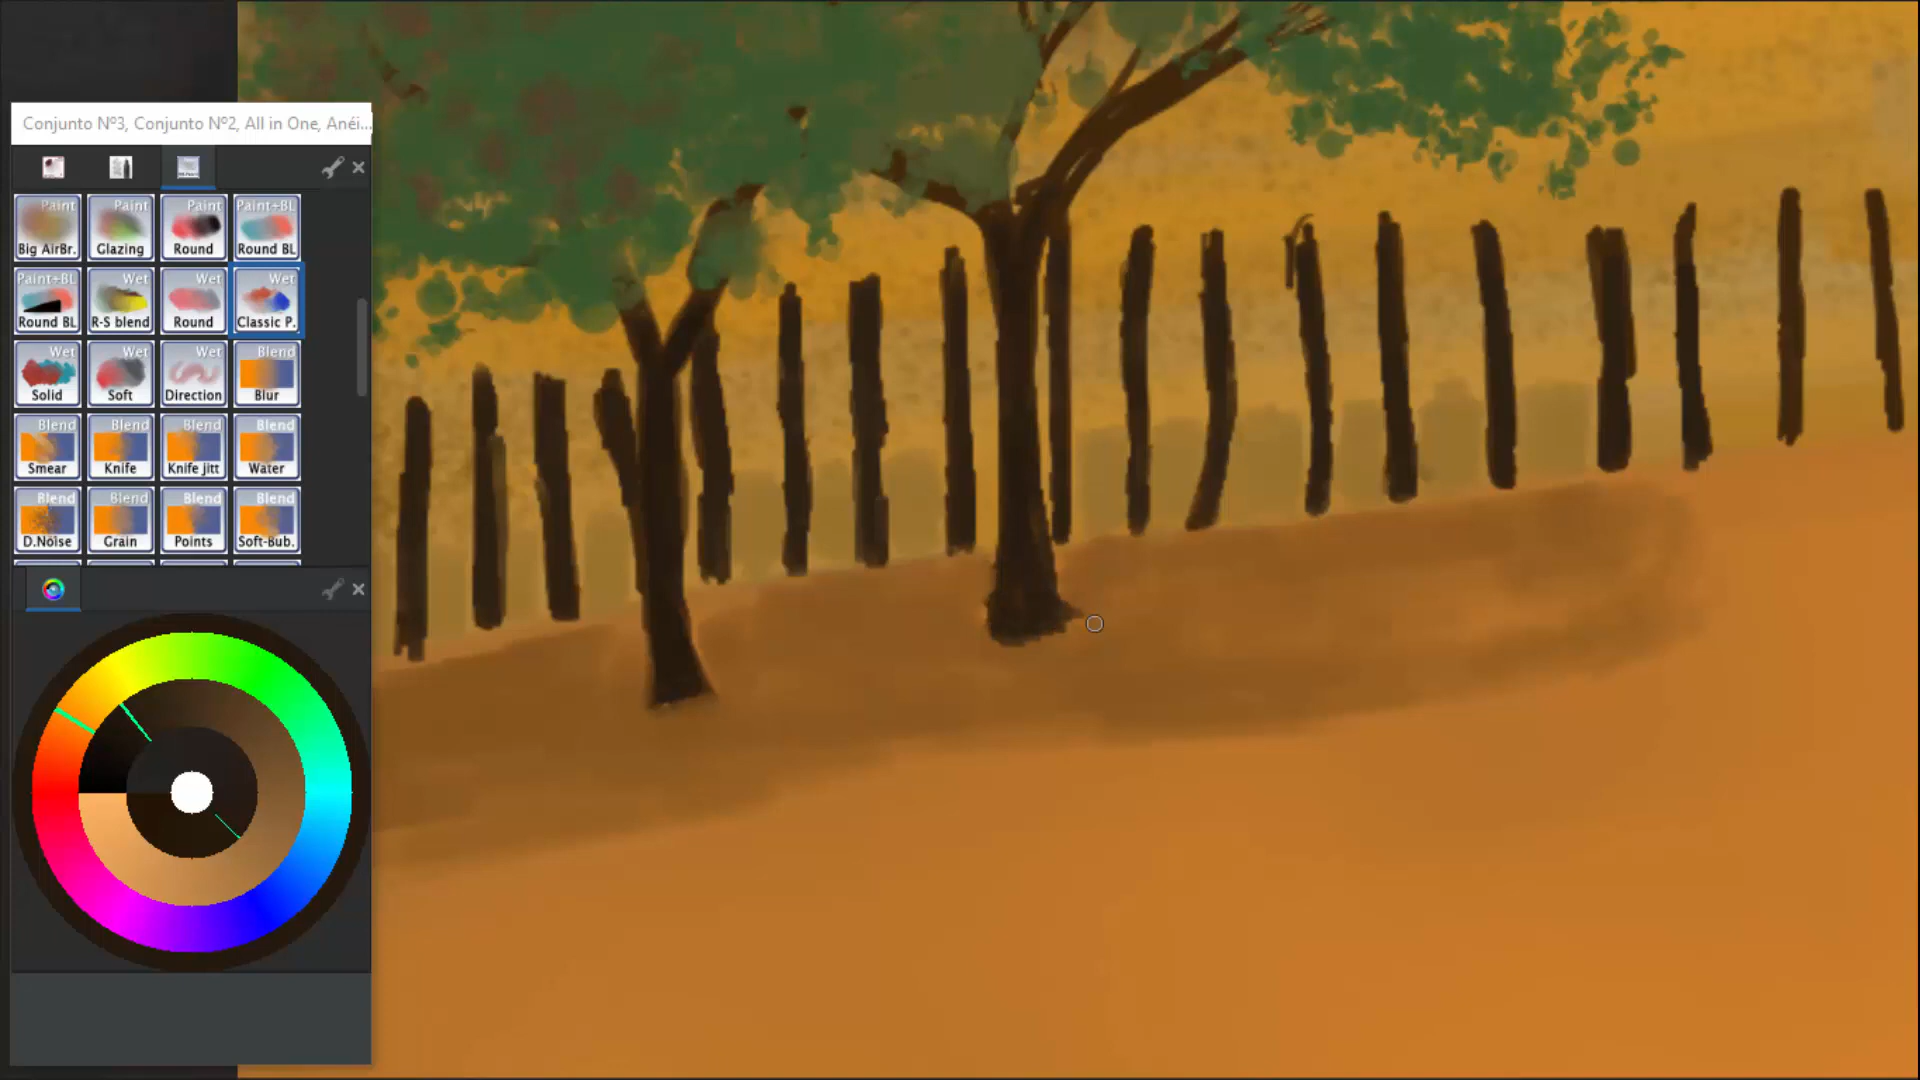 Conjunto Nº3, Conjunto Nº2, All in One, Anéi...
Paint Paint Paint Paint+BL
Big AirBr. Glazing Round Round BL
Paint+BL Wet Wet Wet
Round BL R-S blend Round Classic P.
Wet Wet Wet Blend
Solid Soft Direction Blur
Blend Blend Blend Blend
Smear Knife Knife jitt Water
Blend Blend Blend Blend
D.Noise Grain Points Soft-Bub.